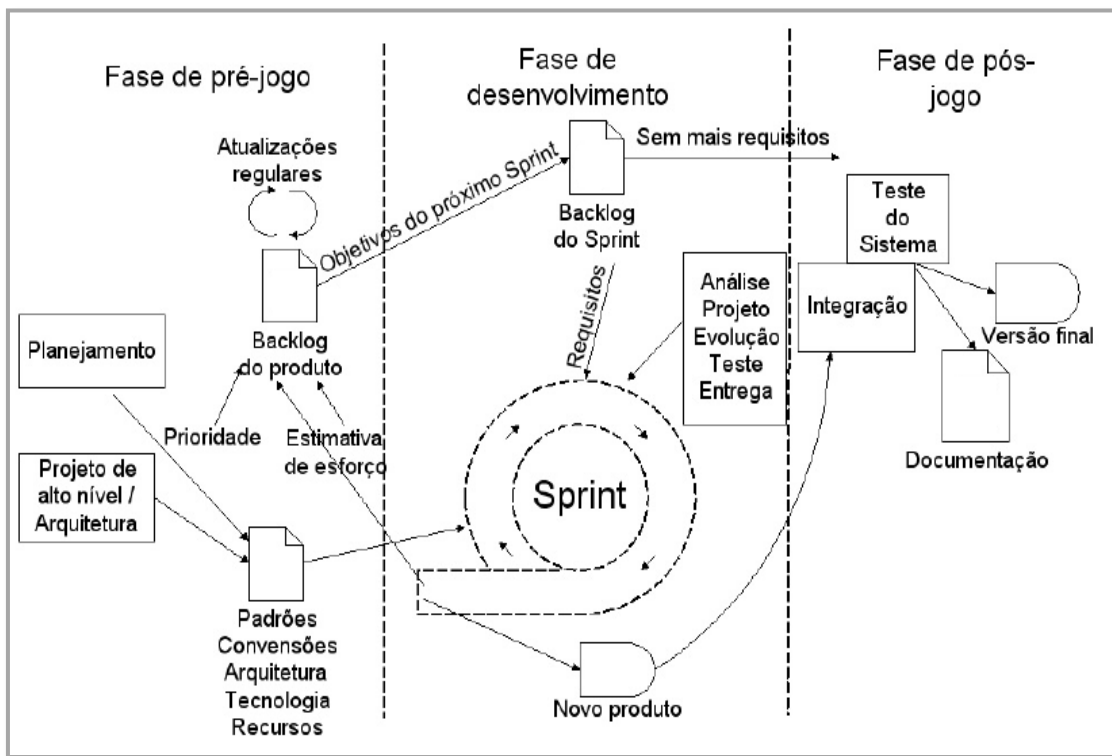 Fase de pré-jogo
Atualizações
regulares
Backlog
do produto
Planejamento
Prioridade
Estimativa
de esforço
Projeto de
alto nível /
Arquitetura
Padrões
Convensões
Arquitetura
Tecnologia
Recursos
Objetivos do próximo Sprint
Fase de
desenvolvimento
Backlog
do Sprint
Requisitos
Sprint
Análise
Projeto
Evolução
Teste
Entrega
Novo produto
Sem mais requisitos
Fase de pós-
jogo
Teste
do
Sistema
Integração
Versão final
Documentação